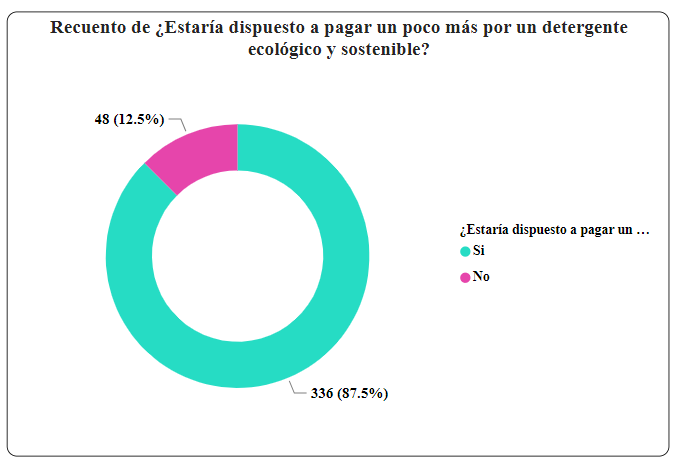 Recuento de ¿Estaría dispuesto a pagar un poco más por un detergente
ecológico y sostenible?
48 (12.5%)
¿Estaría dispuesto a pagar un …
Si
No
336 (87.5%)